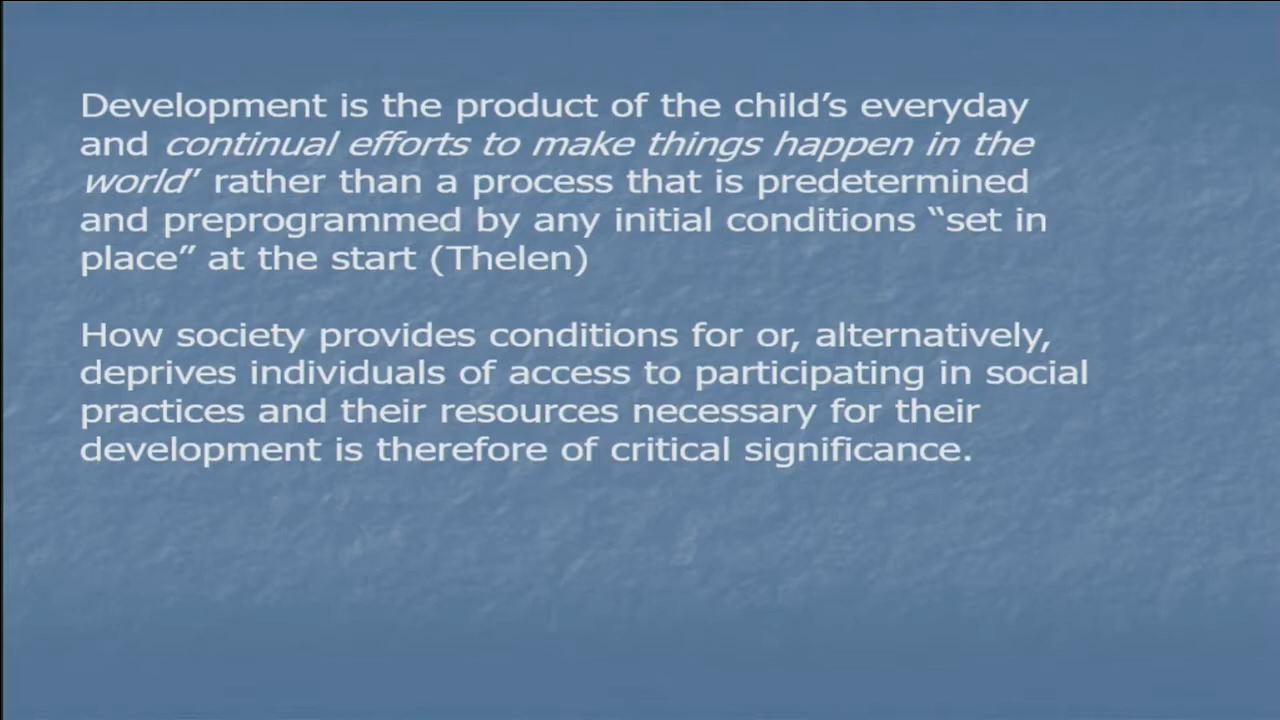 Development is the product of the child’s everyday
and continual efforts to make things happen in the
world” rather than a process that is predetermined
and preprogrammed by any initial conditions “set in
place” at the start (Thelen)
How society provides conditions for or, alternatively,
deprives individuals of access to participating in social
practices and their resources necessary for their
development is therefore of critical significance.